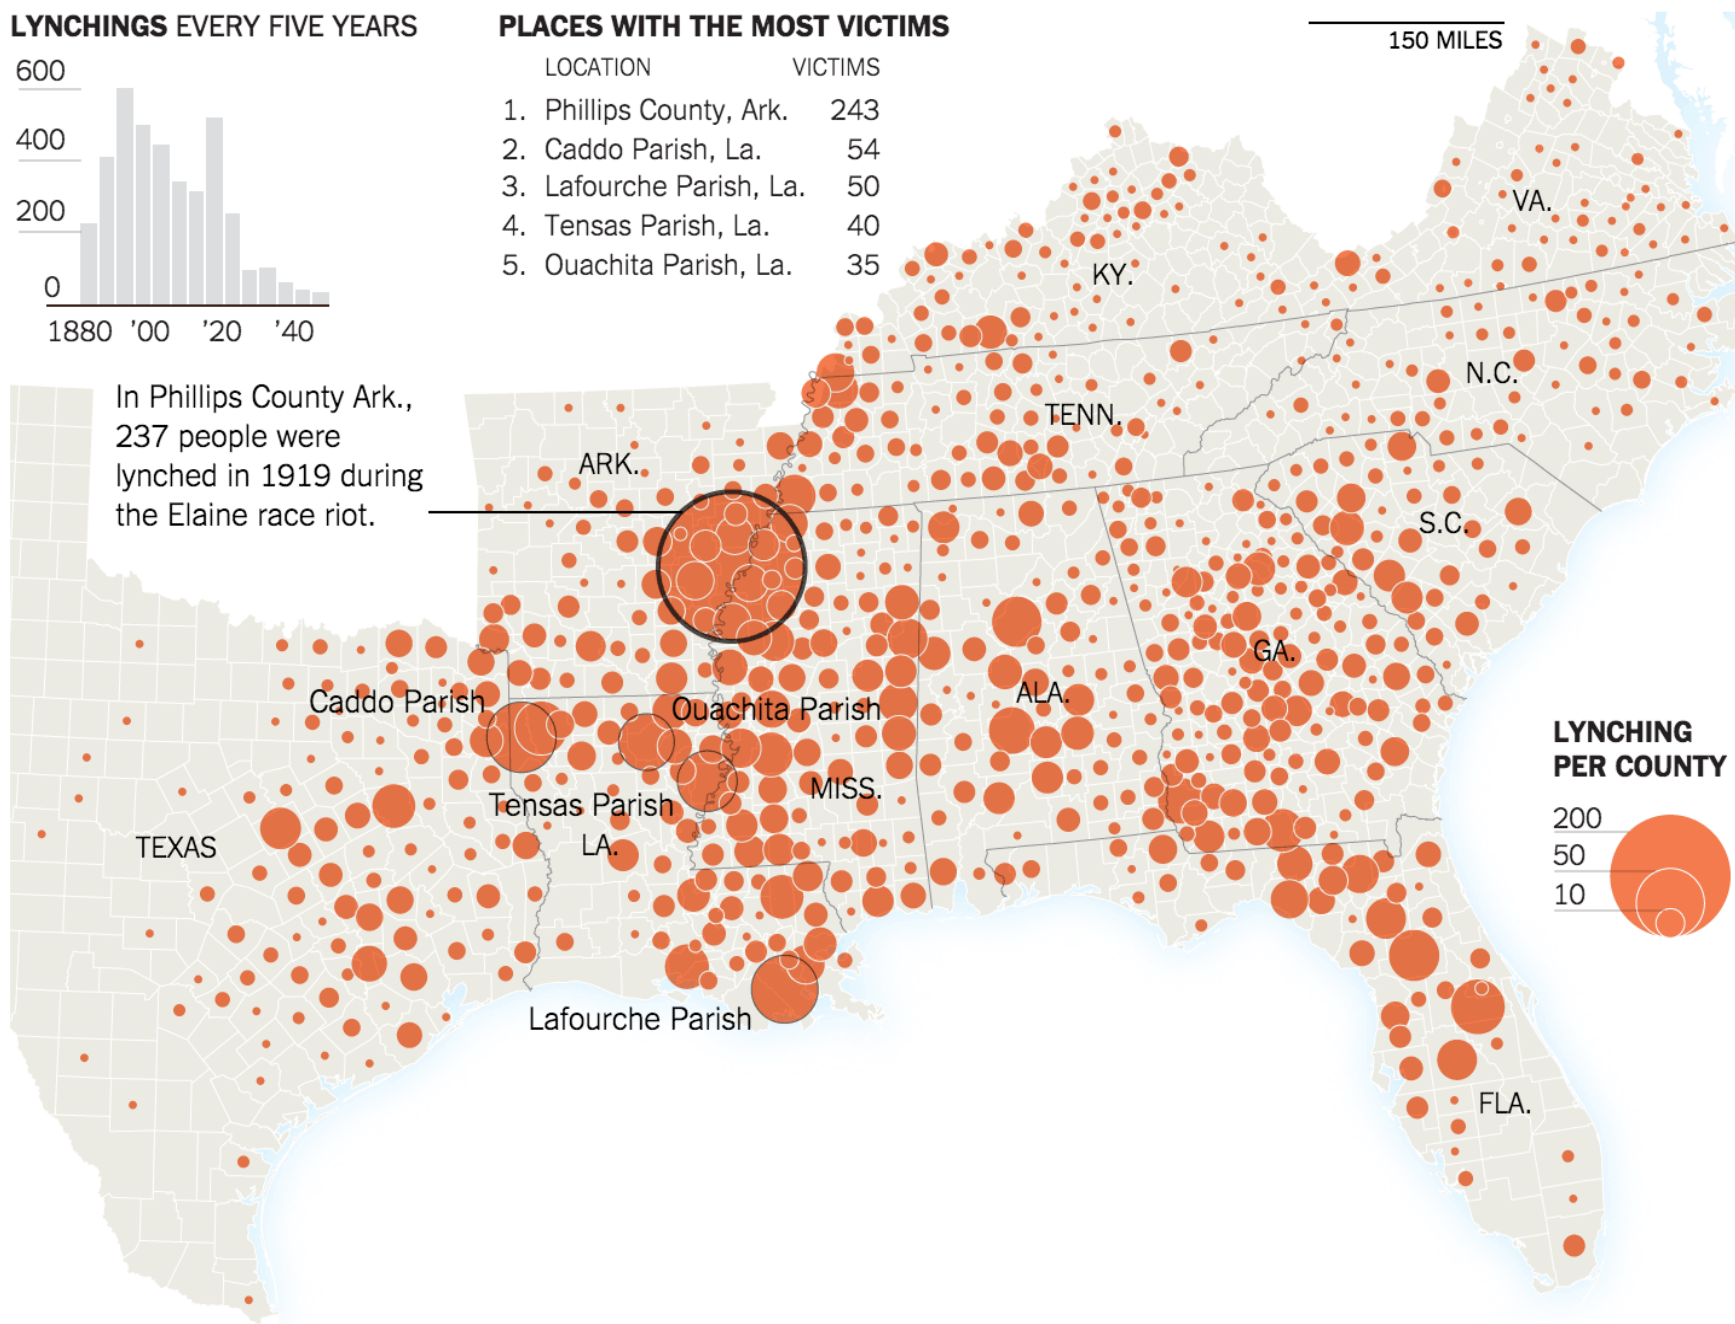 LYNCHINGS EVERY FIVE YEARS
600
400
200
0
1880 '00 '20 '40
PLACES WITH THE MOST VICTIMS
LOCATION VICTIMS
1. Phillips County, Ark. 243
2. Caddo Parish, La. 54
3. Lafourche Parish, La. 50
4. Tensas Parish, La. 40
5. Ouachita Parish, La. 35
150 MILES
In Phillips County Ark.,
237 people were
lynched in 1919 during
the Elaine race riot.
VA.
KY.
N.C.
TENN.
ARK.
S.C.
GA.
ALA.
Caddo Parish
Ouachita Parish
MISS.
Tensas Parish
LA.
TEXAS
Lafourche Parish
FLA.
LYNCHING
PER COUNTY
200
50
10